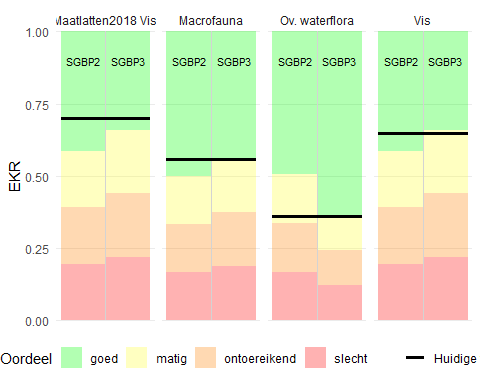 Maatlatten2018 Vis Macrofauna Ov. waterflora Vis
1.00
SGBP2 SGBP3 SGBP2 SGBP3 SGBP2 SGBP3 SGBP2 SGBP3
0.75
EKR
0.50
0.25
0.00
Oordeel goed matig ontoereikend slecht Huidige